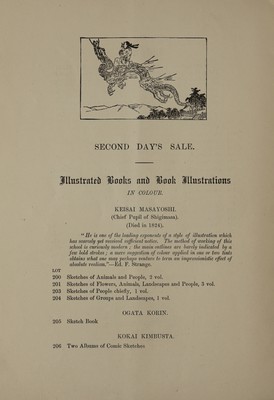 SECOND DAY'S SALE.
Illustrated Books and Book Illustrations
IN COLOUR.
KEISAI MASAYOSHI.
(Chief Pupil of Shigimasa).
(Died in 1824).
"He is one of the leading exponents of a style of illustration which
has scarcely yet received sufficient notice. The method of working of this
school is curiously modern; the main outlines are barely indicated by a
few bold strokes; a mere suggestion of colour applied in one or two tints
obtains what one may perhaps venture to term an impressionistic effect of
absolute realism."—Ed. F. Strange.
LOT
200 Sketches of Animals and People, 3 vol.
201 Sketches of Flowers, Animals, Landscapes and People, 3 vol.
203 Sketches of People chiefly, 1 vol.
204 Sketches of Groups and Landscapes, 1 vol.
OGATA KORIN.
205 Sketch Book
KOKAI KIMBUSTA.
206 Two Albums of Comic Sketches